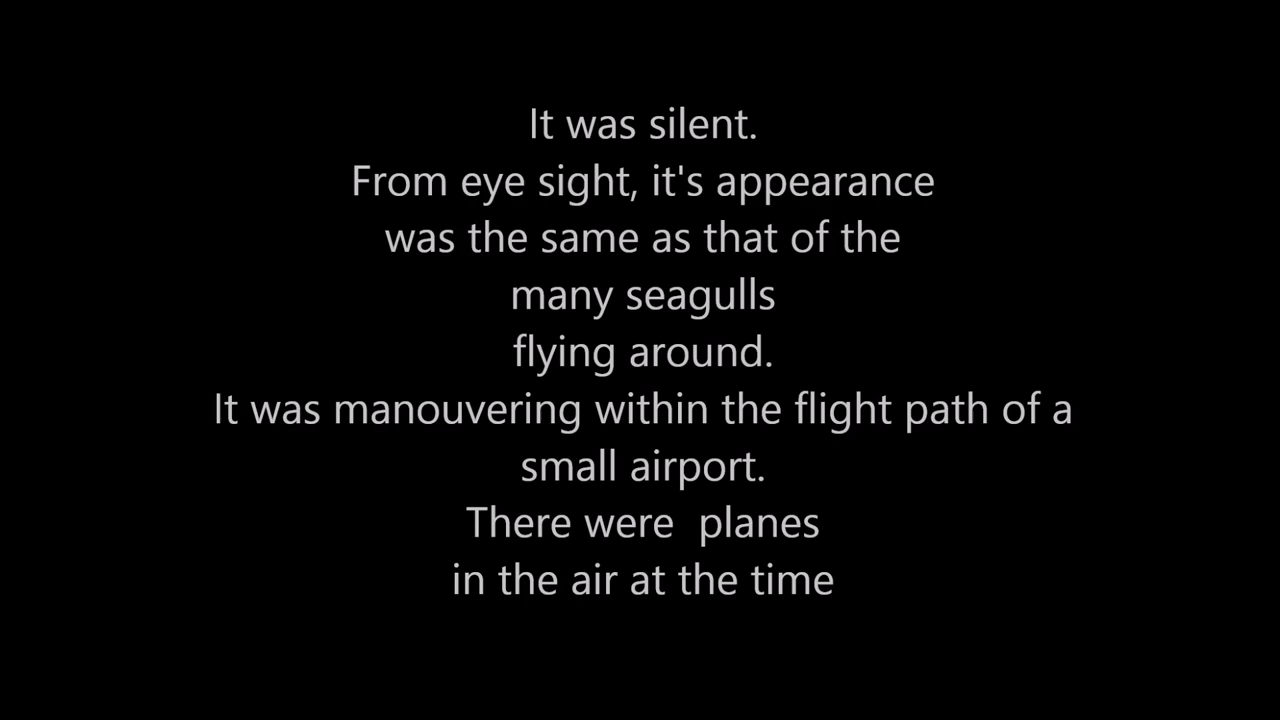 It was silent.
From eye sight, it's appearance
was the same as that of the
many seagulls
flying around.
It was manouvering within the flight path of a
small airport.
There were  planes
in the air at the time